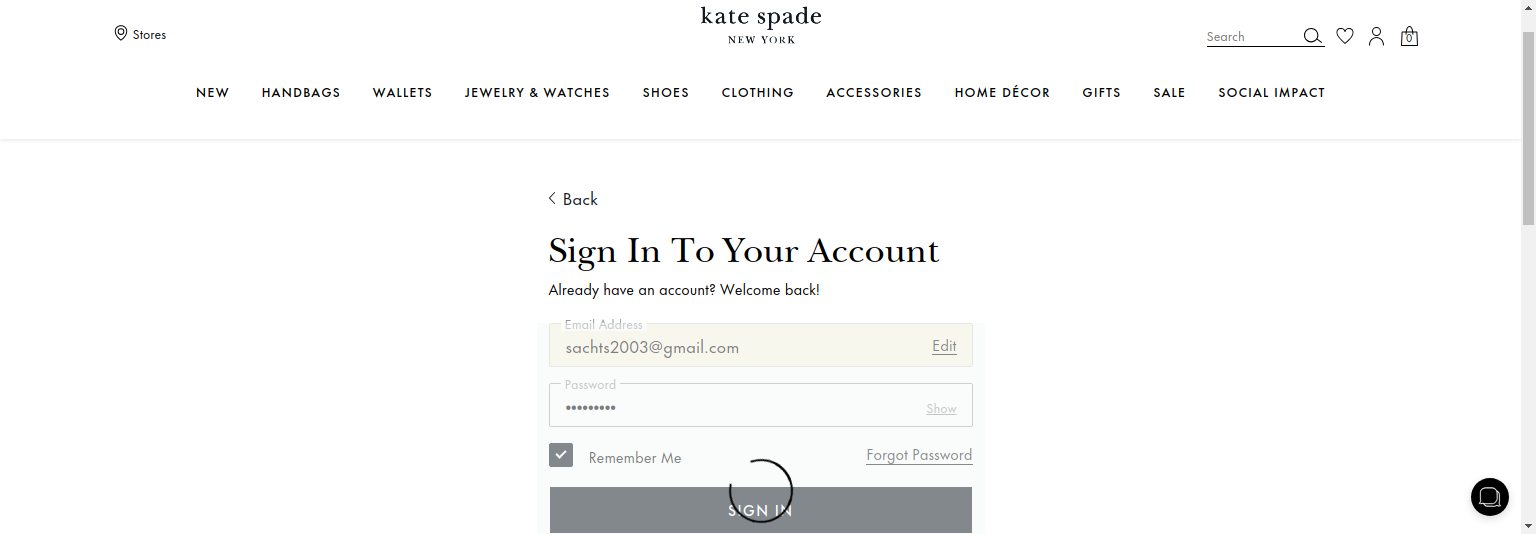 kate spade
NEW YORK
Stores
Search
0
NEW HANDBAGS WALLETS JEWELRY & WATCHES SHOES CLOTHING ACCESSORIES HOME DÉCOR GIFTS SALE SOCIAL IMPACT
Back
Sign In To Your Account
Already have an account? Welcome back!
Email Address
sachts2003@gmail.com Edit
Password
••••••••• Show
Remember Me Forgot Password
SIGN IN